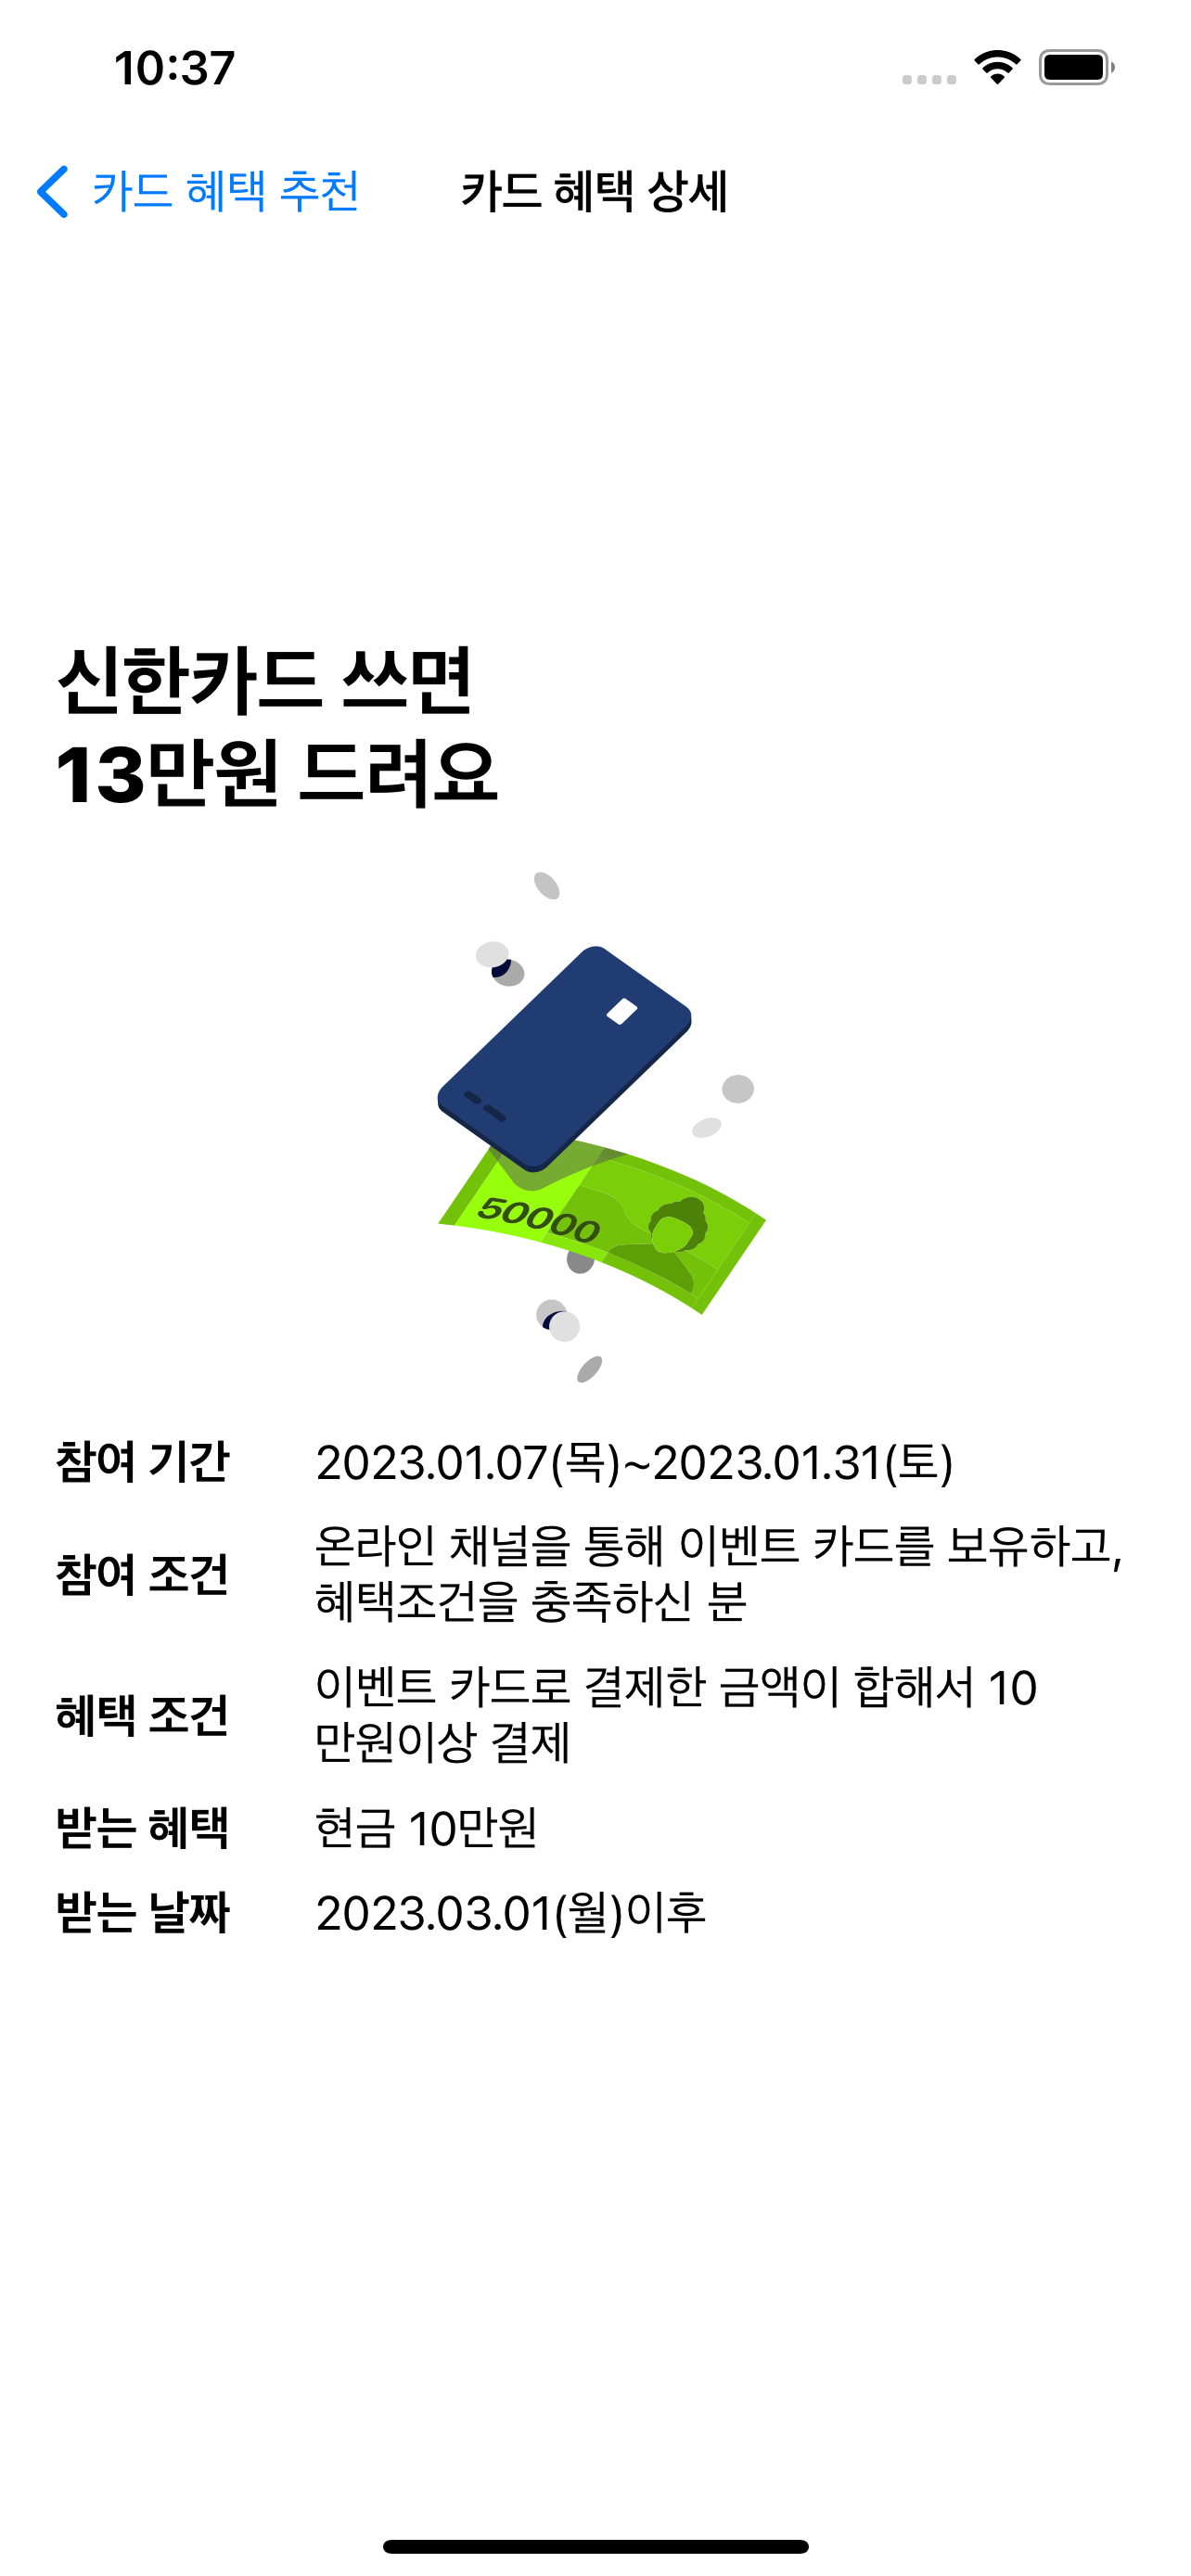 10:37
카드 혜택 추천
카드 혜택 상세
신한카드 쓰면
13만원 드려요
50000
참여 기간
2023.01.07(목)~2023.01.31(토)
참여 조건
온라인 채널을 통해 이벤트 카드를 보유하고,
혜택조건을 충족하신 분
혜택 조건
이벤트 카드로 결제한 금액이 합해서 10
만원이상 결제
받는 혜택
현금 10만원
받는 날짜
2023.03.01(월)이후